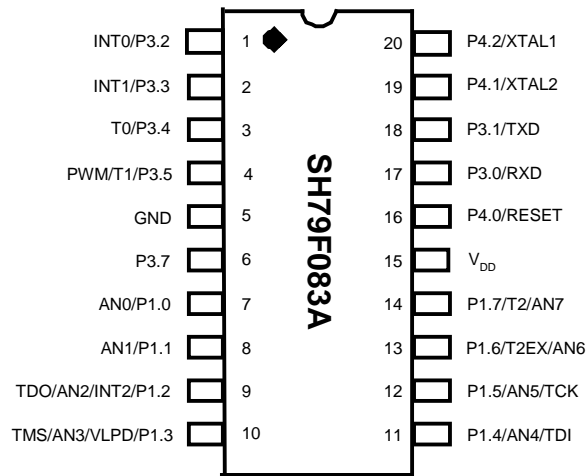 INT0/P3.2 1 20 P4.2/XTAL1
INT1/P3.3 2 19 P4.1/XTAL2
T0/P3.4 3 18 P3.1/TXD
PWM/T1/P3.5 4 17 P3.0/RXD
GND 5 16 P4.0/RESET
P3.7 6 15 VDD
AN0/P1.0 7 14 P1.7/T2/AN7
AN1/P1.1 8 13 P1.6/T2EX/AN6
TDO/AN2/INT2/P1.2 9 12 P1.5/AN5/TCK
TMS/AN3/VLPD/P1.3 10 11 P1.4/AN4/TDI
SH79F083A